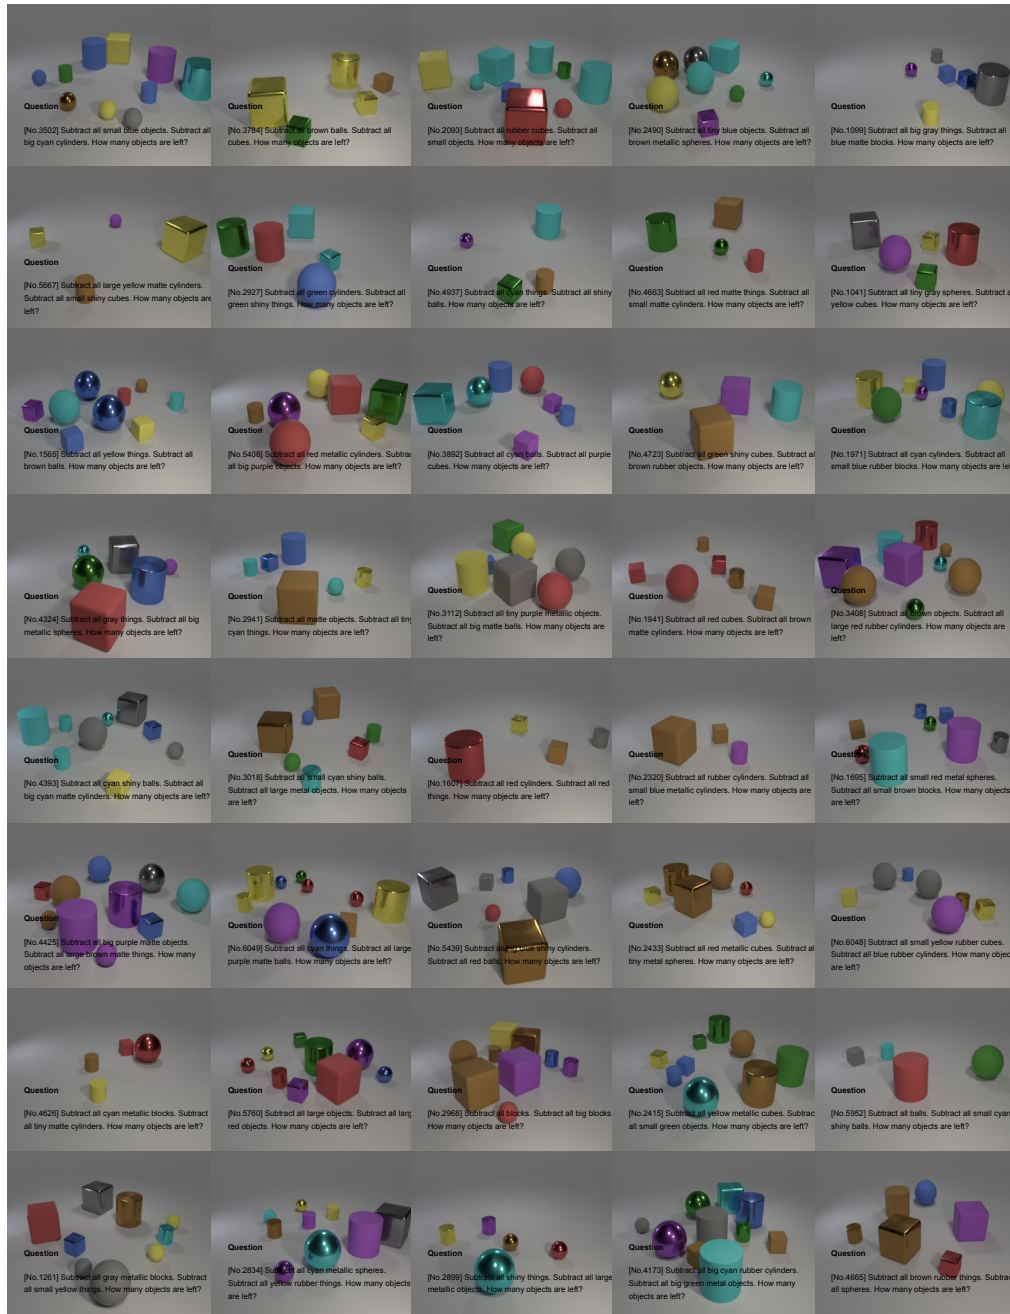 Question
[No.3502] Subtract all small blue objects. Subtract all
big cyan cylinders. How many objects are left?
Question
[No.3784] Subtract all brown balls. Subtract all
cubes. How many objects are left?
Question
[No.2093] Subtract all rubber cubes. Subtract all
small objects. How many objects are left?
Question
[No.2490] Subtract all tiny blue objects. Subtract all
brown metallic spheres. How many objects are left?
Question
[No.1099] Subtract all big gray things. Subtract all
blue matte blocks. How many objects are left?
Question
[No.5667] Subtract all large yellow matte cylinders.
Subtract all small shiny cubes. How many objects are
left?
Question
[No.2927] Subtract all green cylinders. Subtract all
green shiny things. How many objects are left?
Question
[No.4937] Subtract all cyan things. Subtract all shiny
balls. How many objects are left?
Question
[No.4663] Subtract all red matte things. Subtract all
small matte cylinders. How many objects are left?
Question
[No.1041] Subtract all tiny gray spheres. Subtract a
yellow cubes. How many objects are left?
Question
[No.1565] Subtract all yellow things. Subtract all
brown balls. How many objects are left?
Question
[No.5408] Subtract all red metallic cylinders. Subtrac
all big purple objects. How many objects are left?
Question
[No.3892] Subtract all cyan balls. Subtract all purple
cubes. How many objects are left?
Question
[No.4723] Subtract all green shiny cubes. Subtract al
brown rubber objects. How many objects are left?
Question
[No.1971] Subtract all cyan cylinders. Subtract all
small blue rubber blocks. How many objects are le
Question
[No.4324] Subtract all gray things. Subtract all big
metallic spheres. How many objects are left?
Question
[No.2941] Subtract all matte objects. Subtract all tiny
cyan things. How many objects are left?
Question
[No.3112] Subtract all tiny purple metallic objects.
Subtract all big matte balls. How many objects are
left?
Question
[No.1941] Subtract all red cubes. Subtract all brown
matte cylinders. How many objects are left?
Question
[No.3408] Subtract all brown objects. Subtract all
large red rubber cylinders. How many objects are
left?
Question
[No.4393] Subtract all cyan shiny balls. Subtract all
big cyan matte cylinders. How many objects are left?
Question
[No.3018] Subtract all small cyan shiny balls.
Subtract all large metal objects. How many objects
are left?
Question
[No.1607] Subtract all red cylinders. Subtract all red
things. How many objects are left?
Question
[No.2320] Subtract all rubber cylinders. Subtract all
small blue metallic cylinders. How many objects are
left?
Question
[No.1695] Subtract all small red metal spheres.
Subtract all small brown blocks. How many objects
are left?
Question
[No.4425] Subtract all big purple matte objects.
Subtract all large brown matte things. How many
objects are left?
Question
[No.6049] Subtract all cyan things. Subtract all large
purple matte balls. How many objects are left?
Question
[No.5439] Subtract all big blue shiny cylinders.
Subtract all red balls. How many objects are left?
Question
[No.2433] Subtract all red metallic cubes. Subtract al
tiny metal spheres. How many objects are left?
Question
[No.6048] Subtract all small yellow rubber cubes.
Subtract all blue rubber cylinders. How many objec
are left?
Question
[No.4626] Subtract all cyan metallic blocks. Subtract
all tiny matte cylinders. How many objects are left?
Question
[No.5760] Subtract all large objects. Subtract all larg
red objects. How many objects are left?
Question
[No.2968] Subtract all blocks. Subtract all big blocks
How many objects are left?
Question
[No.2415] Subtract all yellow metallic cubes. Subtrac
all small green objects. How many objects are left?
Question
[No.5952] Subtract all balls. Subtract all small cyan
shiny balls. How many objects are left?
Question
[No.1261] Subtract all gray metallic blocks. Subtract
all small yellow things. How many objects are left?
Question
[No.2834] Subtract all cyan metallic spheres.
Subtract all yellow rubber things. How many objects
are left?
Question
[No.2899] Subtract all shiny things. Subtract all large
metallic objects. How many objects are left?
Question
[No.4173] Subtract all big cyan rubber cylinders.
Subtract all big green metal objects. How many
objects are left?
Question
[No.4665] Subtract all brown rubber things. Subtrac
all spheres. How many objects are left?